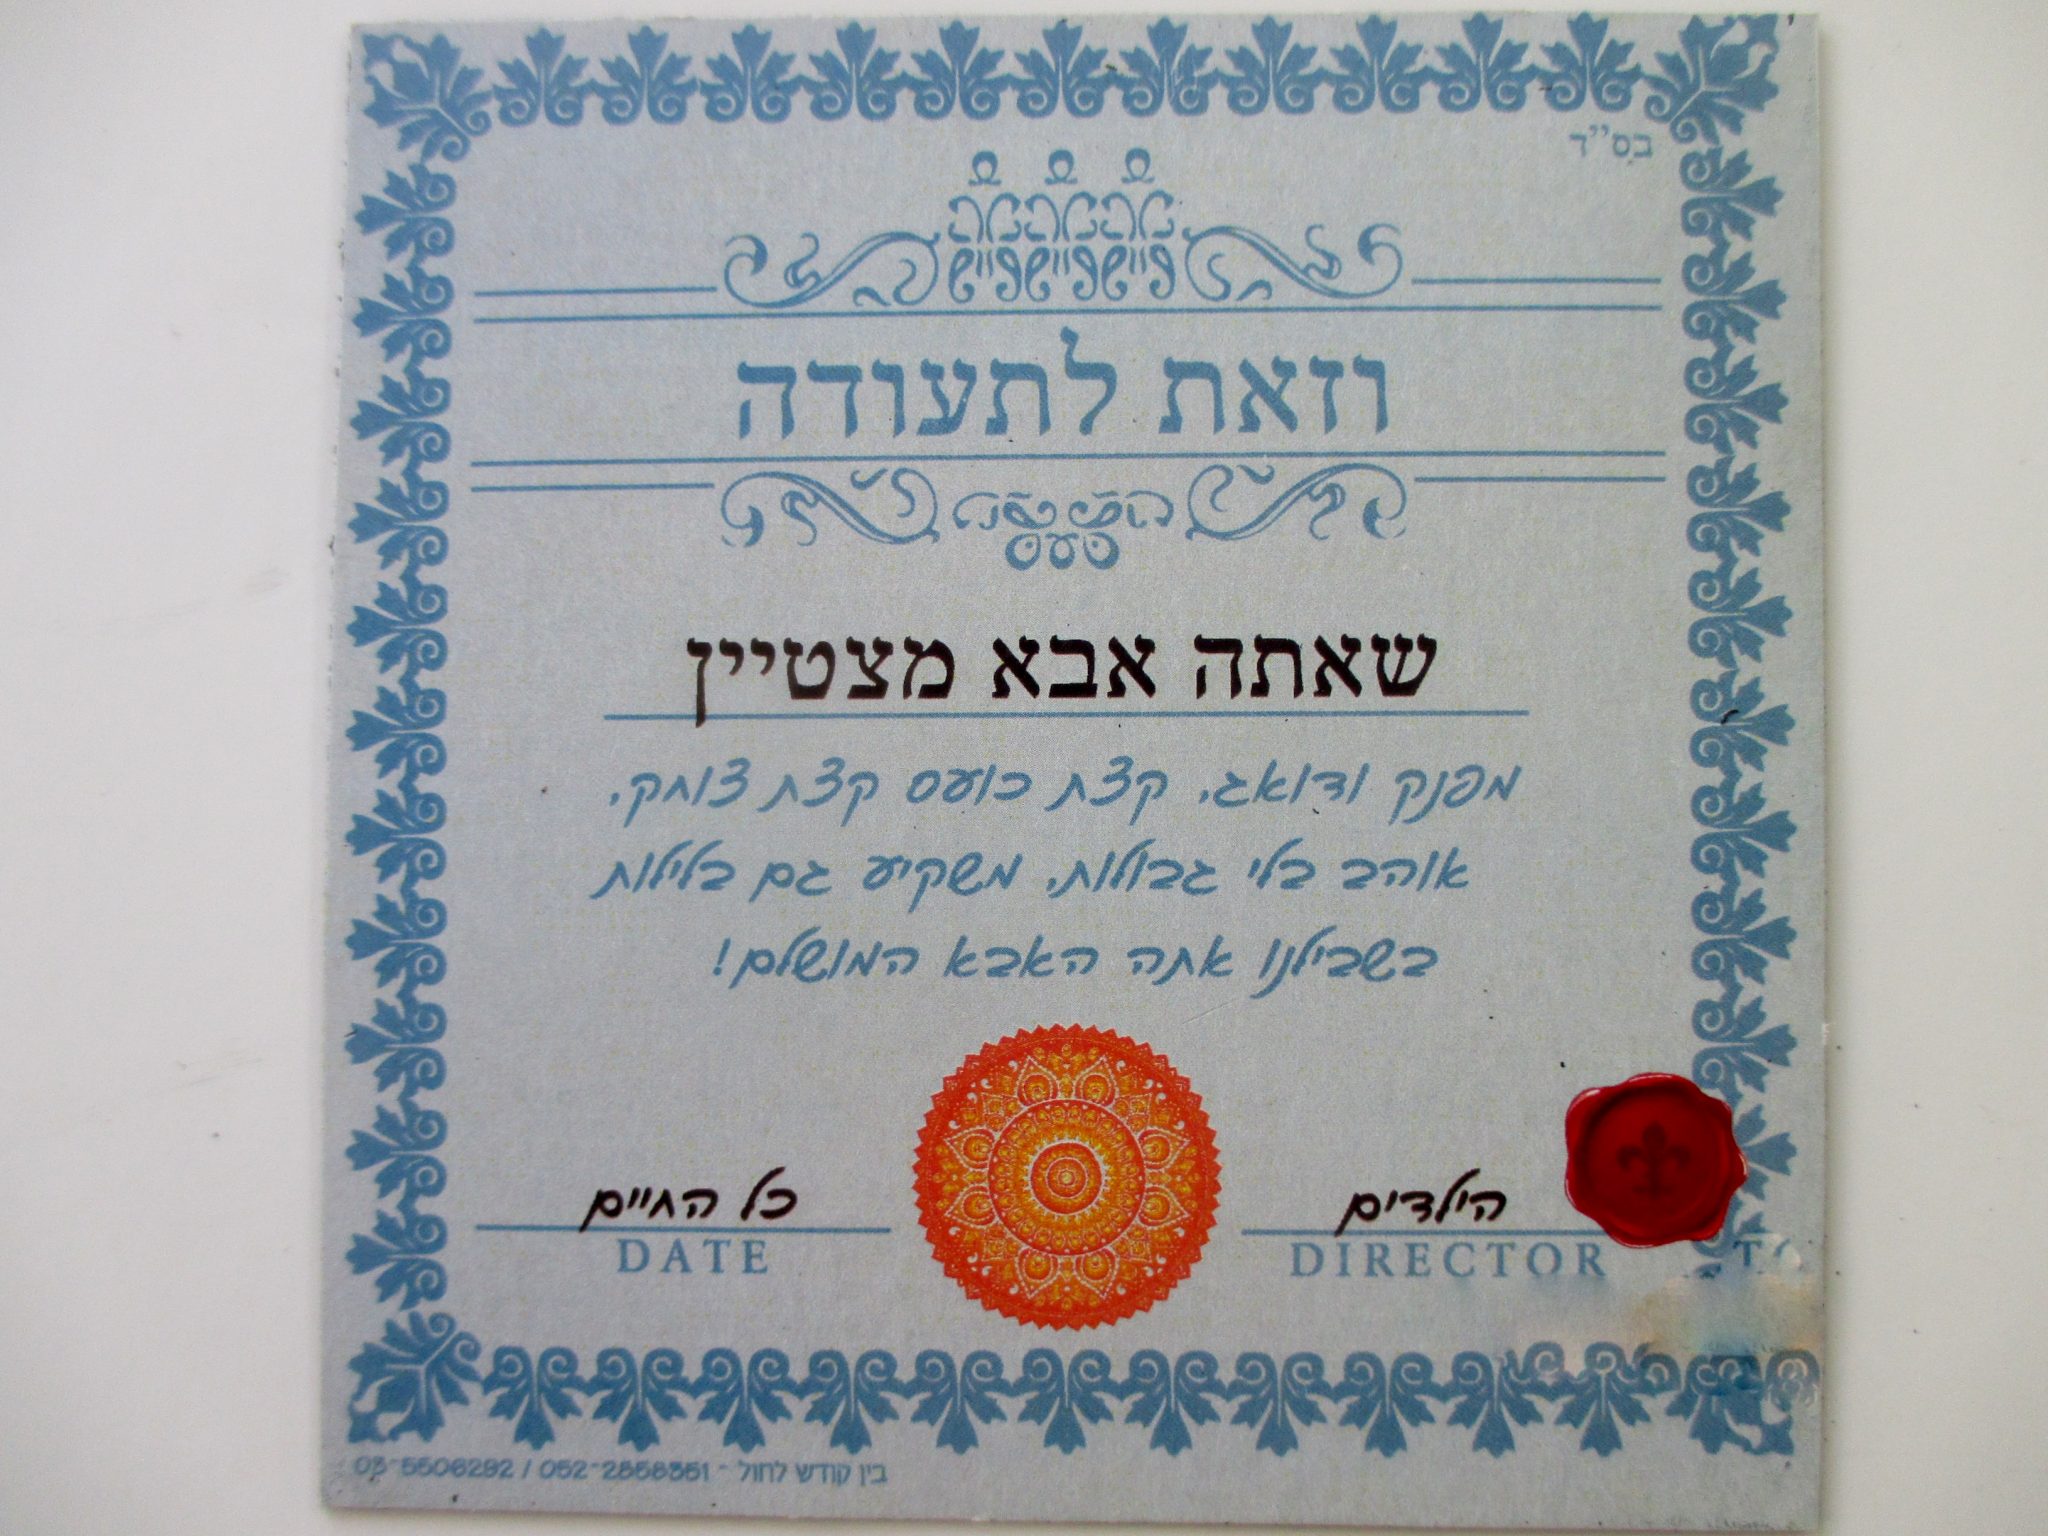 בס״ד
וזאת לתעודה
שאתה אבא מצטיין
מפנק ודואג, קצת כועס קצת צוחק,
אוהב בלי גבולות, משקיע גם בלילות
בשבילנו אתה האבא המושלם!
כל החיים
DATE
הילדים
DIRECTOR
בין קודש לחול - 052-2858351 / 03-5506292